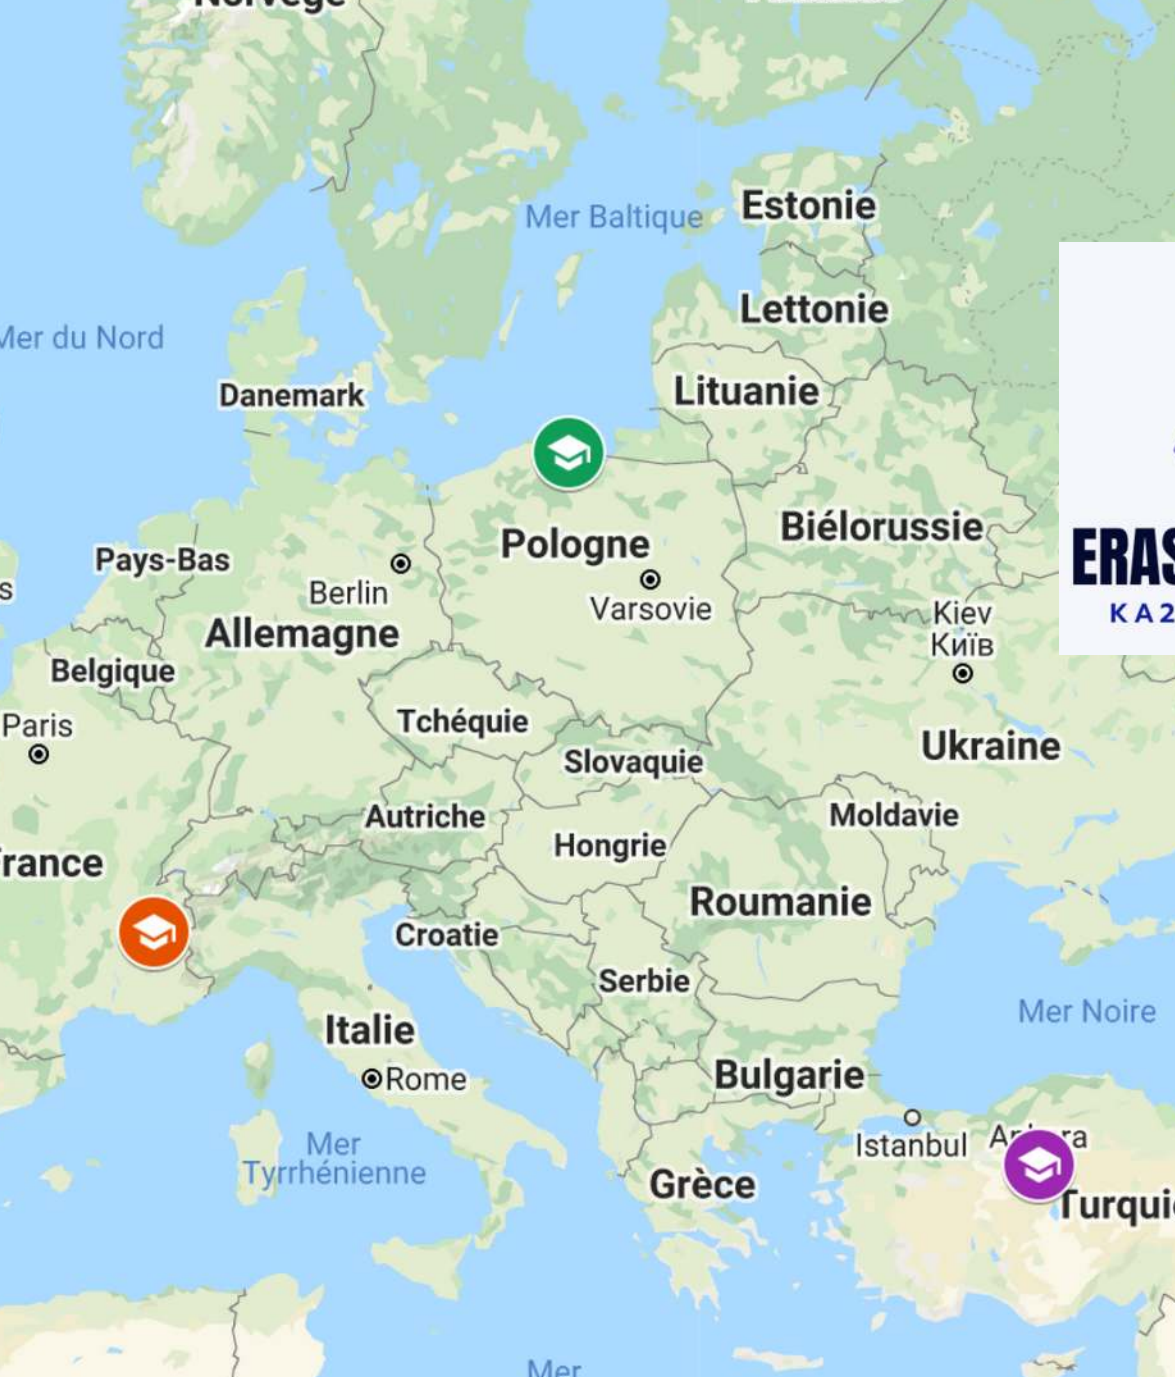 Norvège
Mer Baltique
Estonie
Lettonie
Mer du Nord
Lituanie
Danemark
Pologne
Biélorussie
ERAS
Pays-Bas
Berlin
Varsovie
KA2
s
Kiev
Київ
Allemagne
Belgique
Paris
Tchéquie
Ukraine
Slovaquie
Autriche
Moldavie
Hongrie
rance
Roumanie
Croatie
Serbie
Mer Noire
Italie
Rome
Bulgarie
Istanbul
Mer
Tyrrhénienne
Grèce
Turquie
Mer